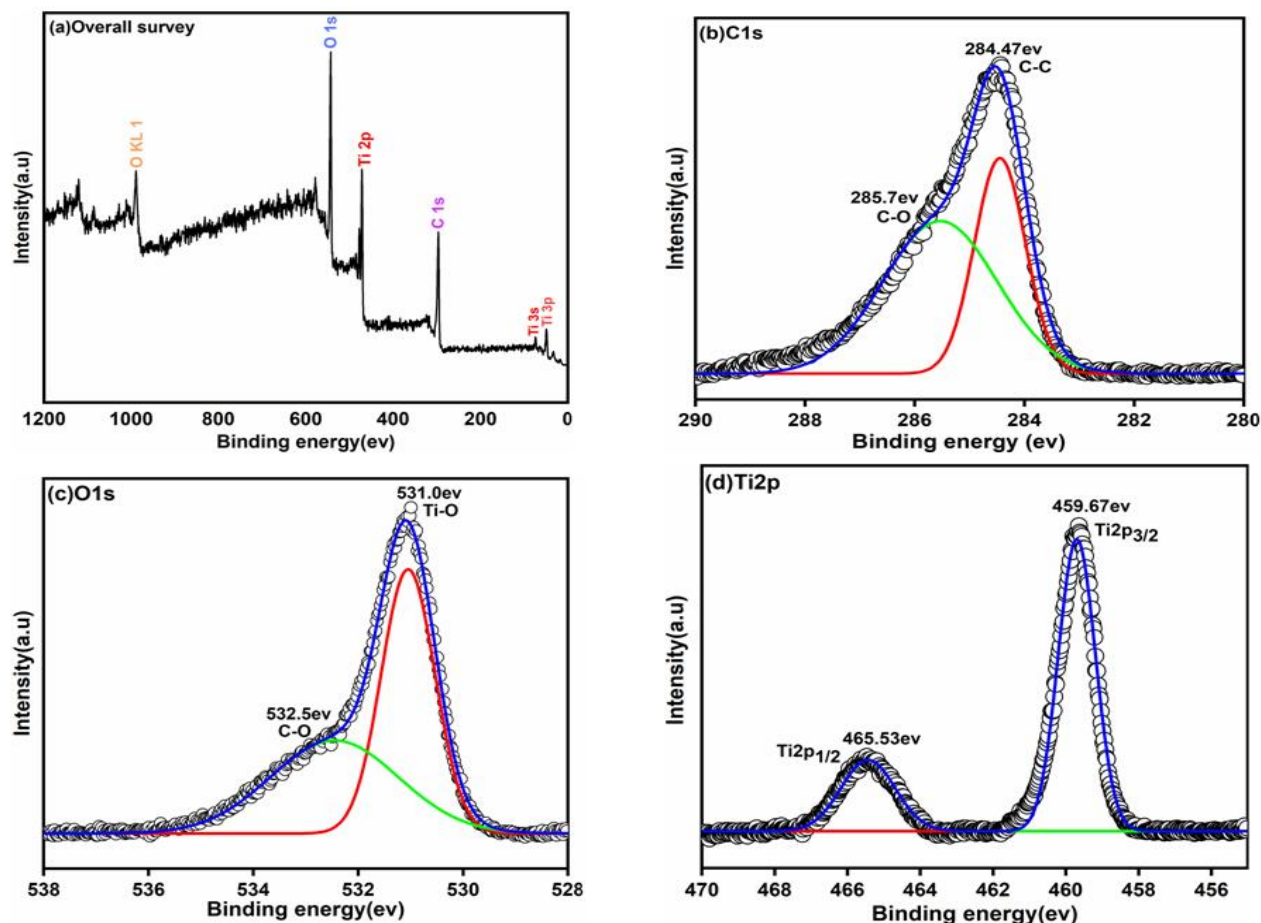 (a)Overall survey
O KL 1
O 1s
Ti 2p
C 1s
Ti 3s
Ti 3p
Intensity(a.u)
1200 1000 800 600 400 200 0
Binding energy(ev)
(b)C1s
284.47ev
C-C
285.7ev
C-O
Intensity(a.u)
290 288 286 284 282 280
Binding energy (ev)
(c)O1s
531.0ev
Ti-O
532.5ev
C-O
Intensity(a.u)
538 536 534 532 530 528
Binding energy(ev)
(d)Ti2p
459.67ev
Ti2p3/2
Ti2p1/2 465.53ev
Intensity(a.u)
470 468 466 464 462 460 458 456
Binding energy(ev)